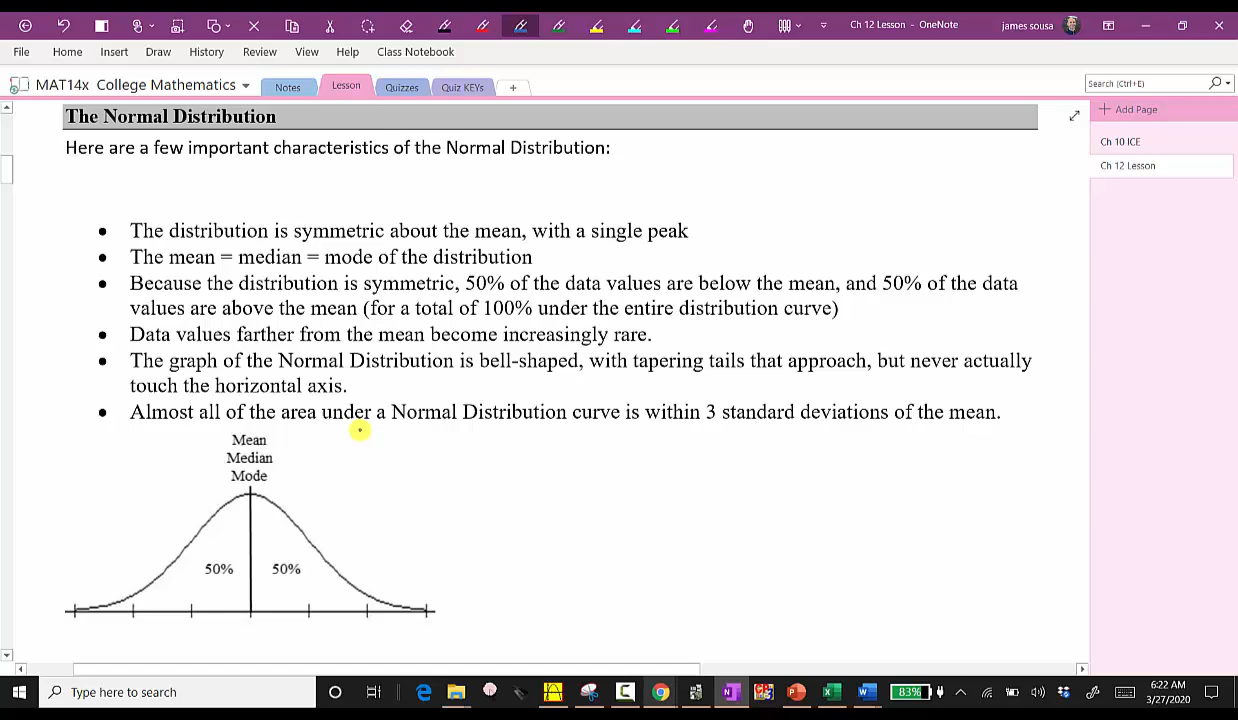 Ch 12 Lesson - OneNote
james sousa
File Home Insert Draw History Review View Help Class Notebook
MAT14x College Mathematics
Notes
Lesson
Quizzes
Quiz KEYs
+
Search (Ctrl+E)
Add Page
Ch 10 ICE
Ch 12 Lesson
The Normal Distribution
Here are a few important characteristics of the Normal Distribution:
• The distribution is symmetric about the mean, with a single peak
• The mean = median = mode of the distribution
• Because the distribution is symmetric, 50% of the data values are below the mean, and 50% of the data
values are above the mean (for a total of 100% under the entire distribution curve)
• Data values farther from the mean become increasingly rare.
• The graph of the Normal Distribution is bell-shaped, with tapering tails that approach, but never actually
touch the horizontal axis.
• Almost all of the area under a Normal Distribution curve is within 3 standard deviations of the mean.
Mean
Median
Mode
50% 50%
Type here to search
83%
6:22 AM
3/27/2020